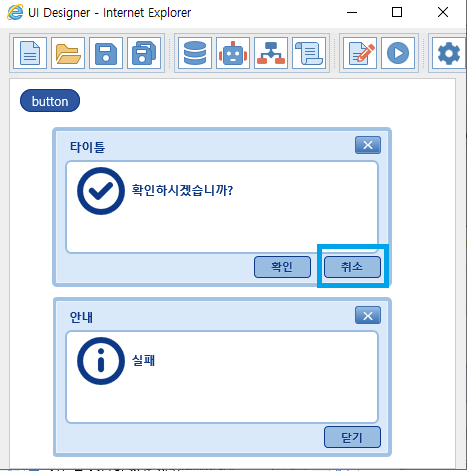 UI Designer - Internet Explorer
button
타이틀
확인하시겠습니까?
확인
취소
안내
실패
닫기